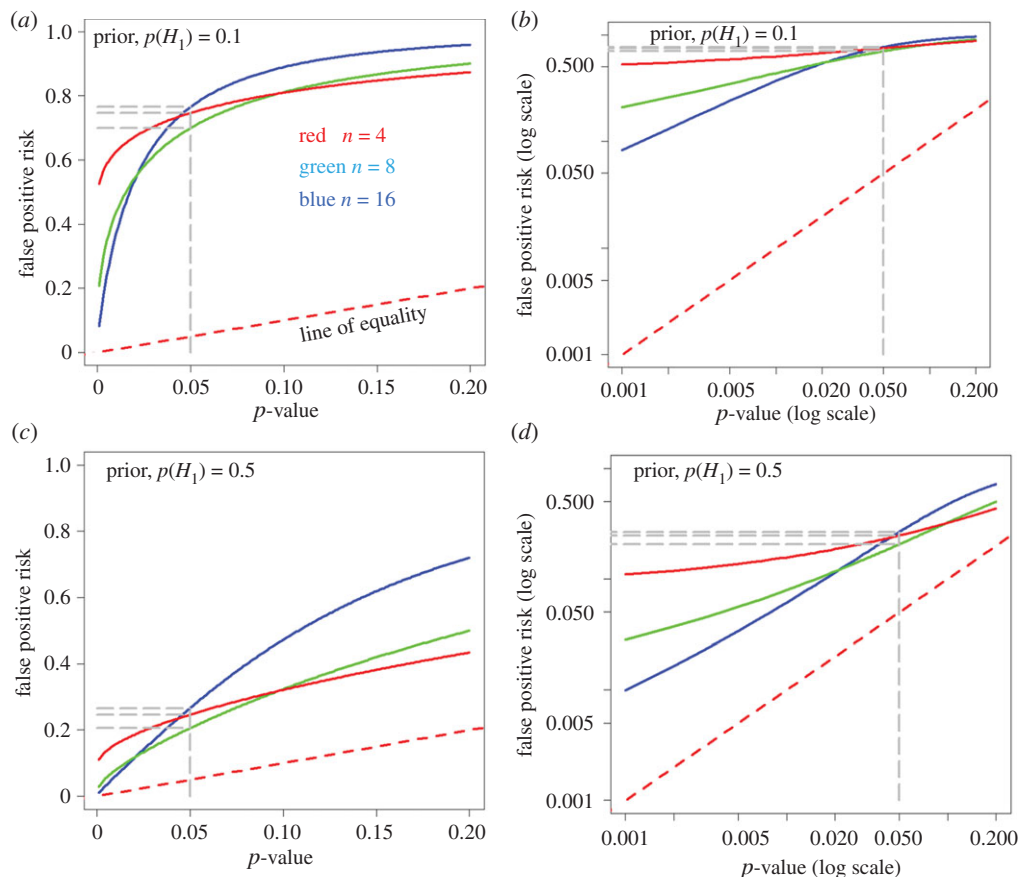 (a)
prior, p(H1) = 0.1
1.0
0.8
0.6
0.4
0.2
0
false positive risk
red n = 4
green n = 8
blue n = 16
line of equality
0
0.05
0.10
0.15
0.20
p-value
(b)
prior, p(H1) = 0.1
0.500
0.050
0.005
0.001
false positive risk (log scale)
0.001
0.005
0.020
0.050
0.200
p-value (log scale)
(c)
prior, p(H1) = 0.5
1.0
0.8
0.6
0.4
0.2
0
false positive risk
0
0.05
0.10
0.15
0.20
p-value
(d)
prior, p(H1) = 0.5
0.500
0.050
0.005
0.001
false positive risk (log scale)
0.001
0.005
0.020
0.050
0.200
p-value (log scale)